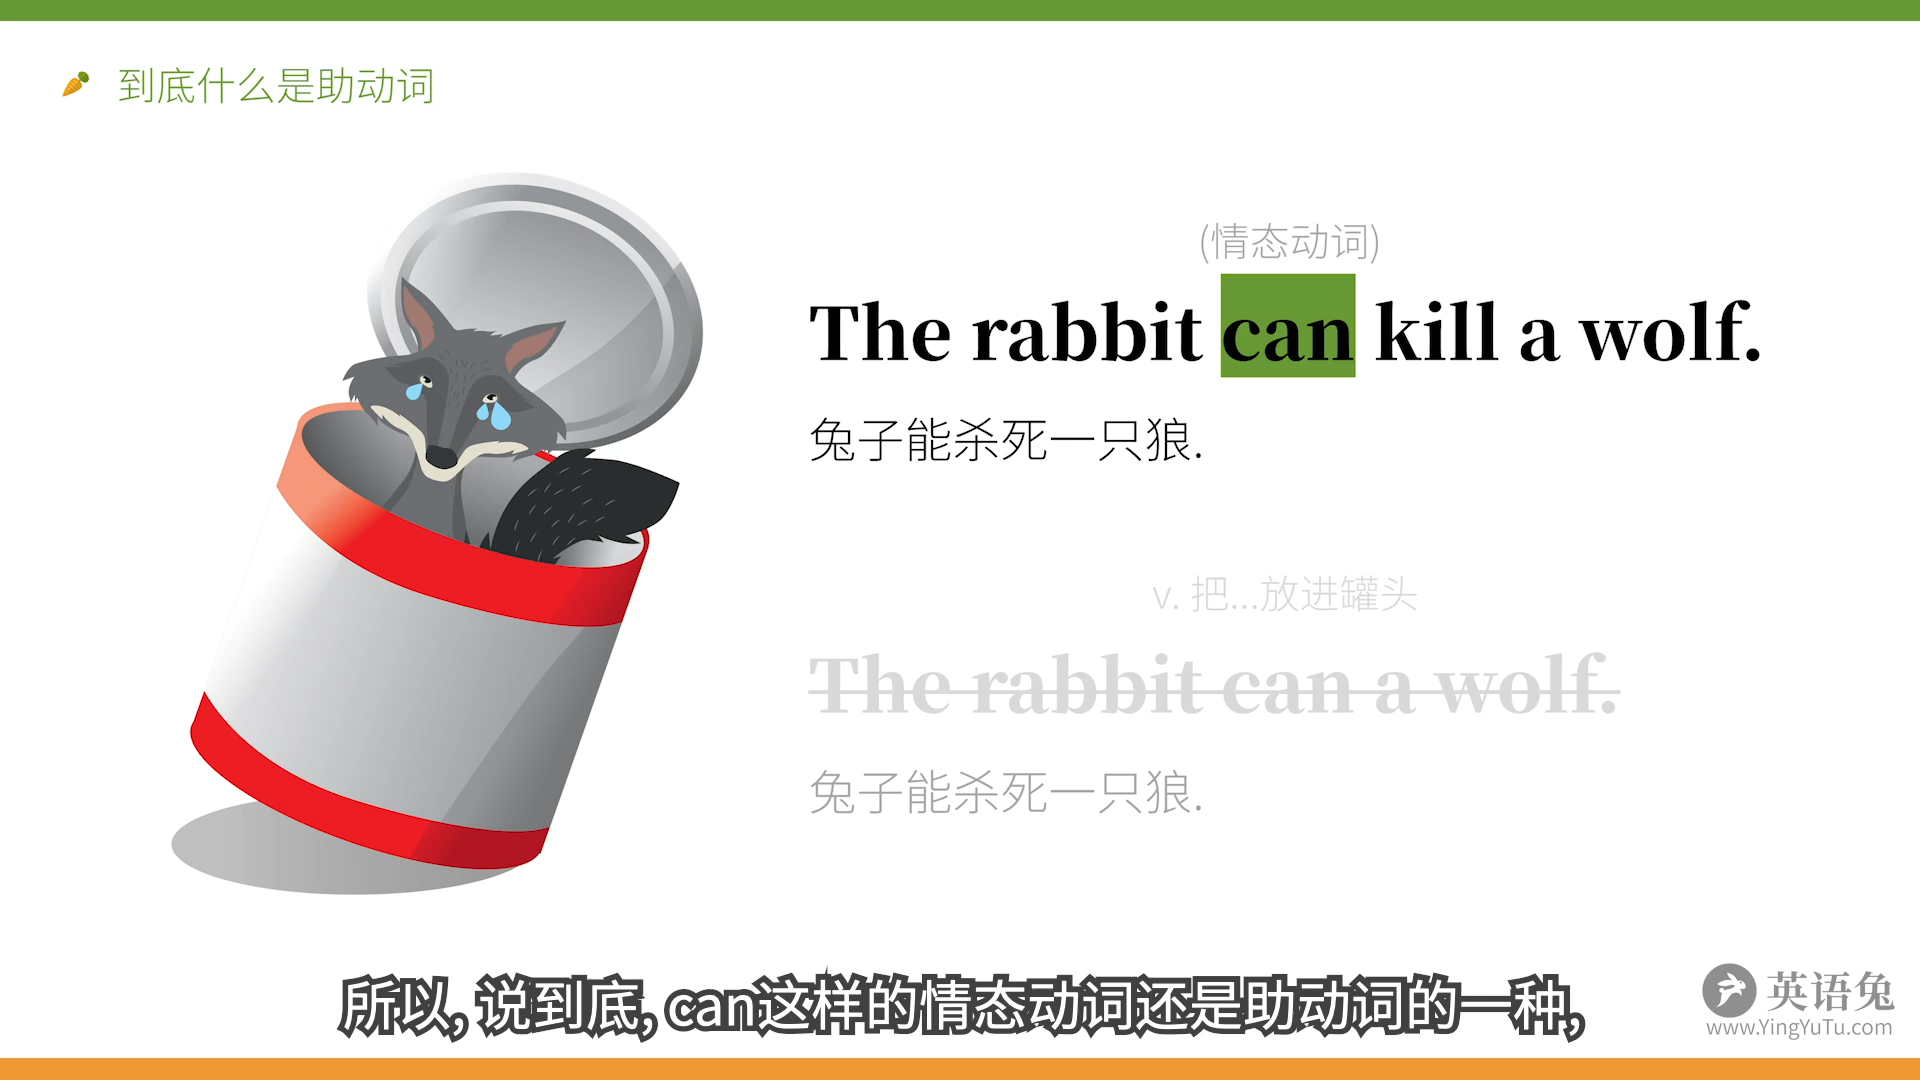 到底什么是助动词
(情态动词)
The rabbit can kill a wolf.
兔子能杀死一只狼.
v. 把...放进罐头
The rabbit can a wolf.
兔子能杀死一只狼.
所以, 说到底, can这样的情态动词还是助动词的一种,
英语兔
www.YingYuTu.com